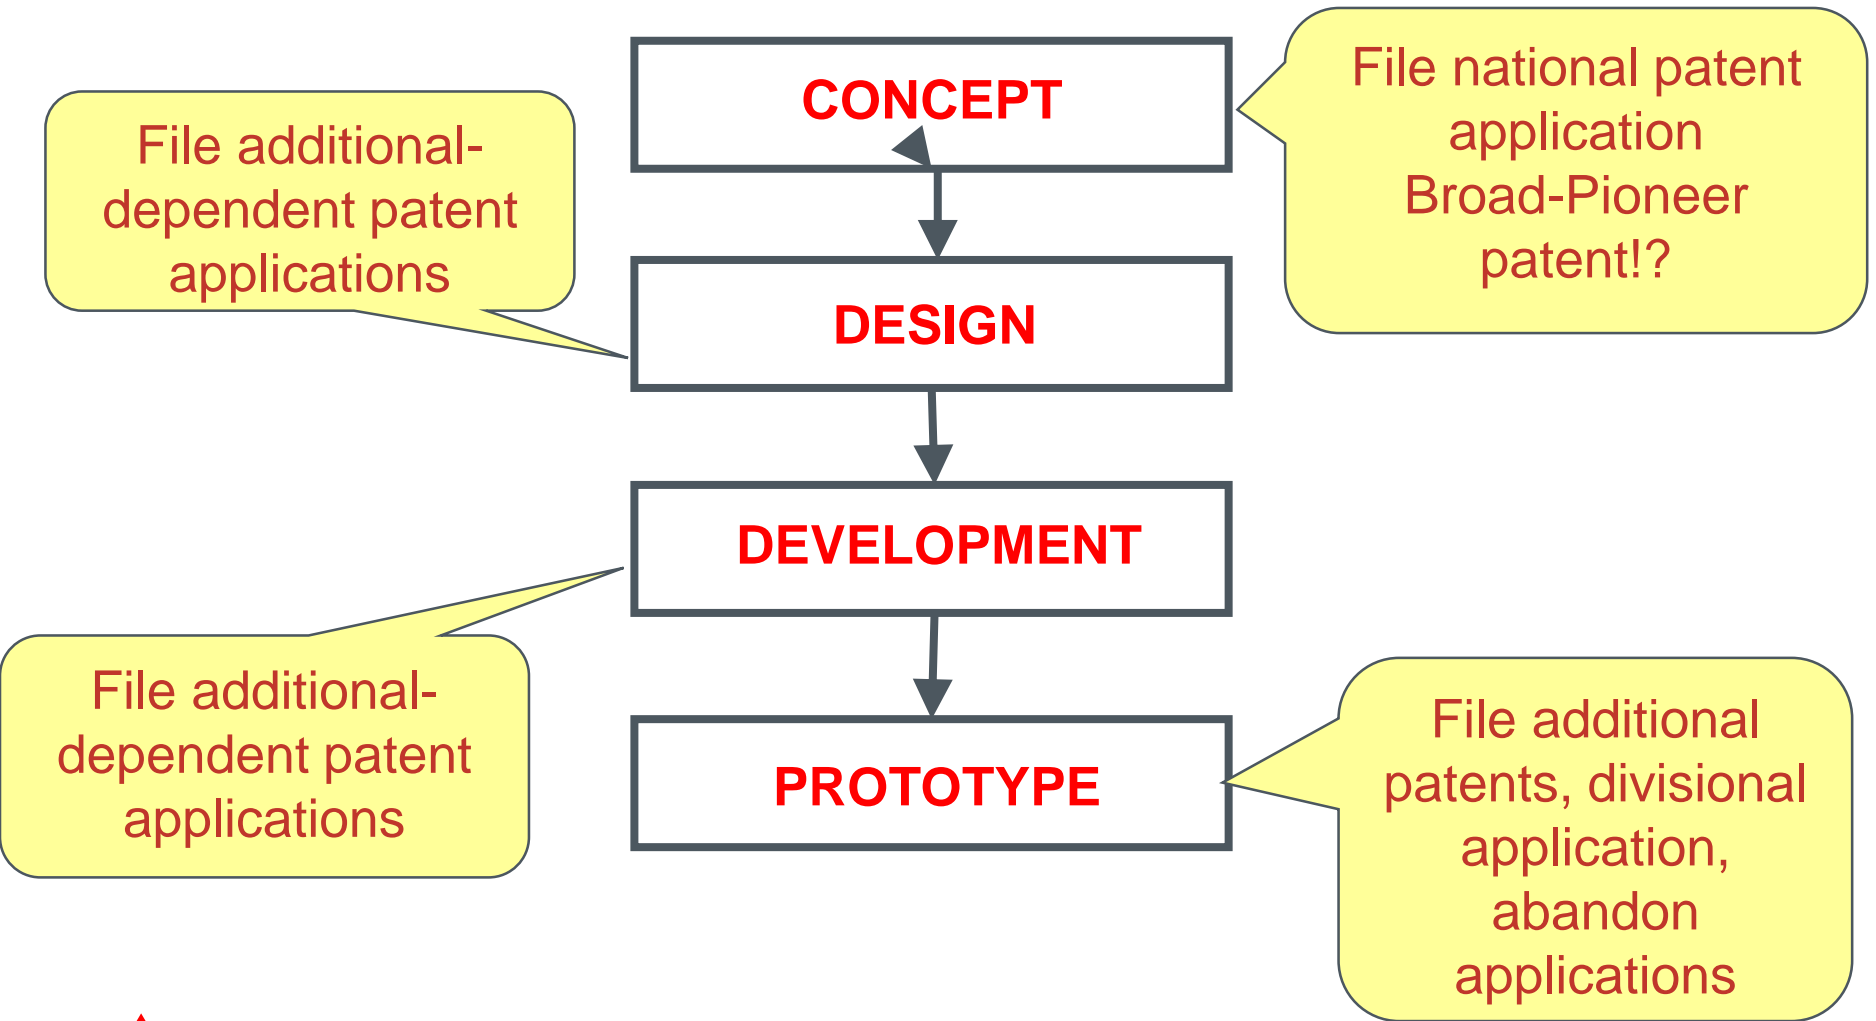 CONCEPT
File national patent
application
Broad-Pioneer
patent!?
File additional-
dependent patent
applications
DESIGN
DEVELOPMENT
File additional-
dependent patent
applications
PROTOTYPE
File additional
patents, divisional
application,
abandon
applications